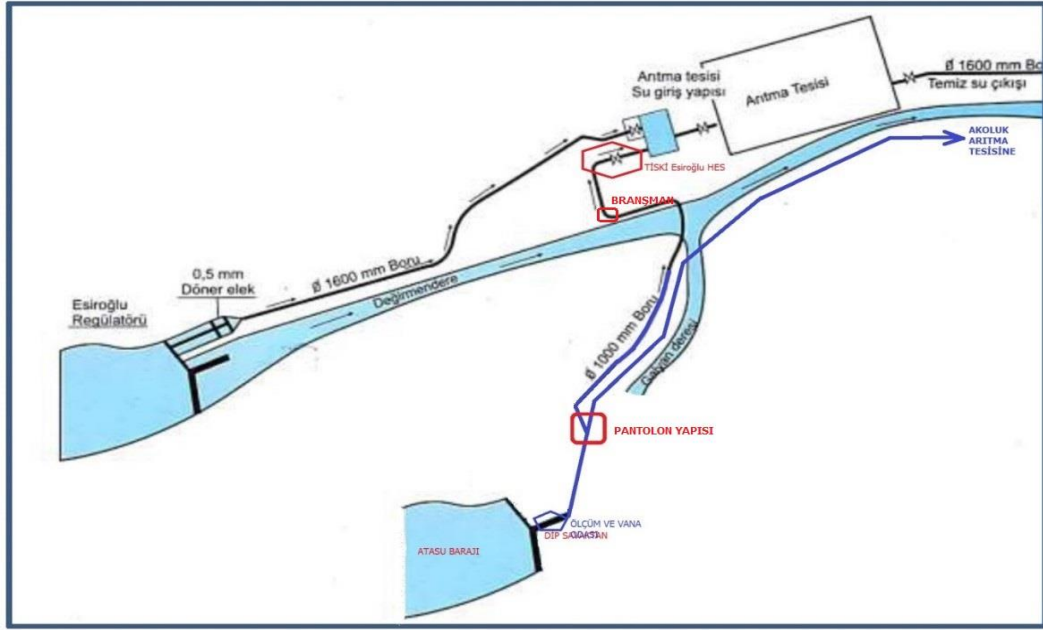 Ø 1600 mm Bo
Temiz su çıkışı
Arıtma tesisi
Su giriş yapısı
Arıtma Tesisi
AKOLUK
ARITMA
TESİSİNE
TİSKİ Esiroğlu HES
BRANŞMAN
0,5 mm
Döner elek
Ø 1600 mm Boru
Değirmendere
Esiroğlu
Regülatörü
Ø 1000 mm Boru
Galyan deresi
PANTOLON YAPISI
ÖLÇÜM VE VANA
ODASI
DİP SAVAKTAN
ATASU BARAJI